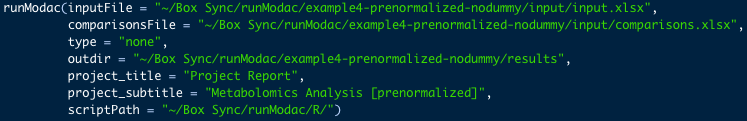 runModac(inputFile = "~/Box Sync/runModac/example4-prenormalized-nodummy/input/input.xlsx",
comparisonsFile = "~/Box Sync/runModac/example4-prenormalized-nodummy/input/comparisons.xlsx",
type = "none",
outdir = "~/Box Sync/runModac/example4-prenormalized-nodummy/results",
project_title = "Project Report",
project_subtitle = "Metabolomics Analysis [prenormalized]",
scriptPath = "~/Box Sync/runModac/R/")